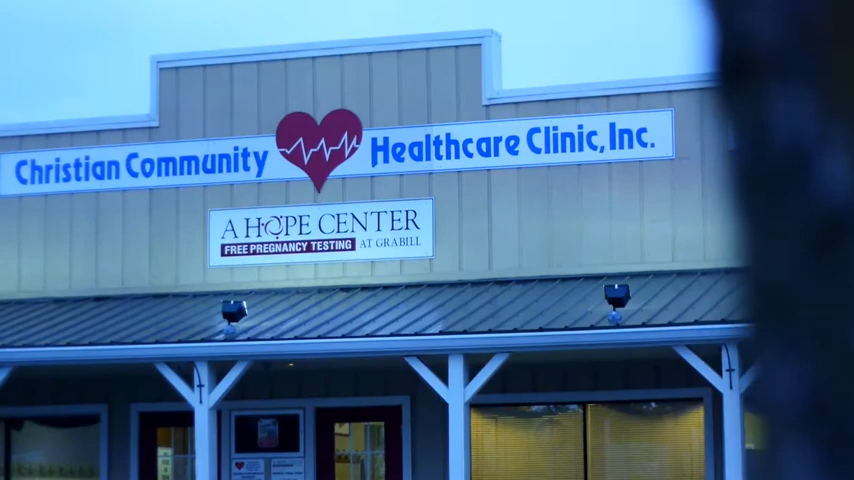 Christian Community Healthcare Clinic, Inc.
A HOPE CENTER
FREE PREGNANCY TESTING AT GRABILL